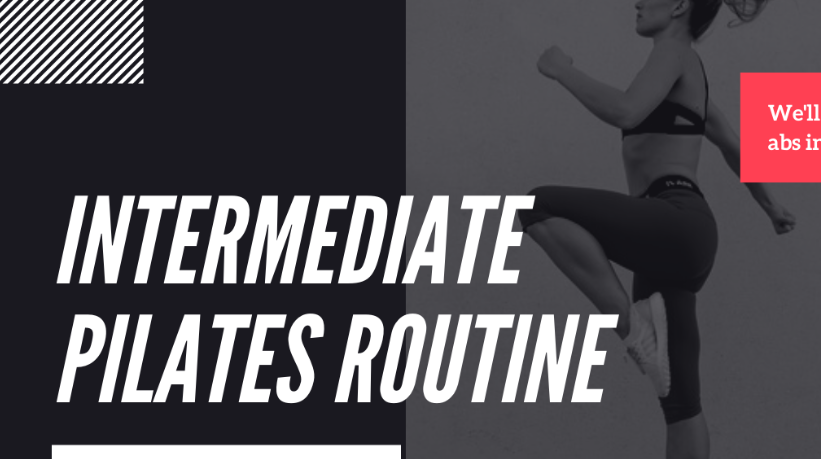 INTERMEDIATE
PILATES ROUTINE
We'll
abs